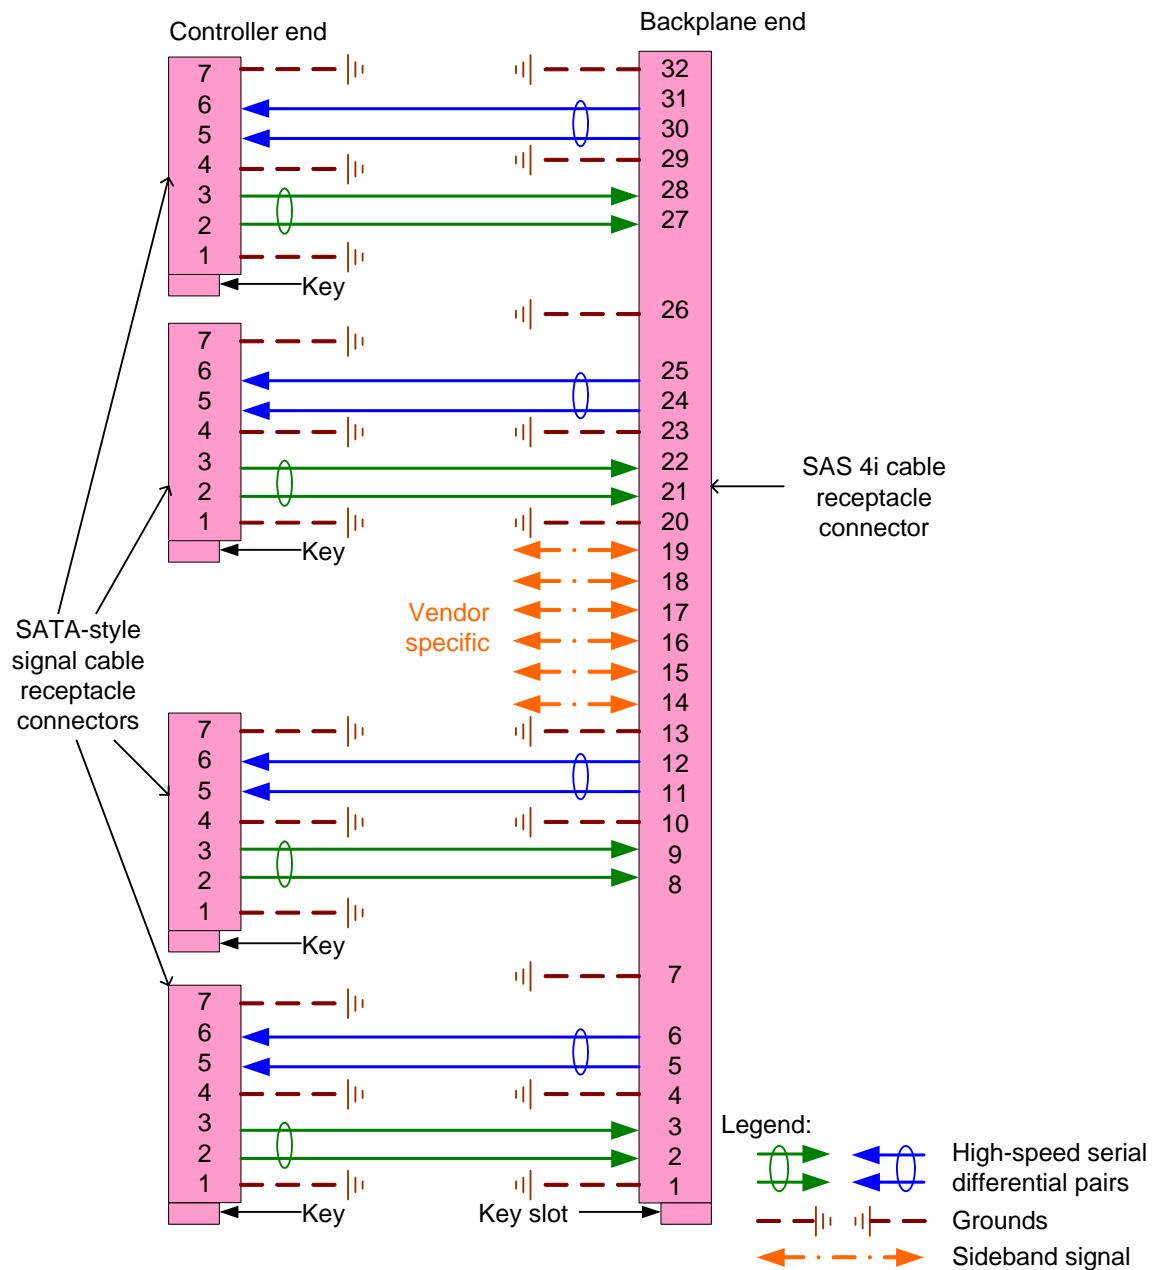 Controller end
Backplane end
7
6
5
4
3
2
1
Key
7
6
5
4
3
2
1
Key
SATA-style
signal cable
receptacle
connectors
7
6
5
4
3
2
1
Key
7
6
5
4
3
2
1
Key
Vendor
specific
32
31
30
29
28
27
26
25
24
23
22
21
20
19
18
17
16
15
14
13
12
11
10
9
8
7
6
5
4
3
2
1
Key slot
SAS 4i cable
receptacle
connector
Legend:
High-speed serial
differential pairs
Grounds
Sideband signal